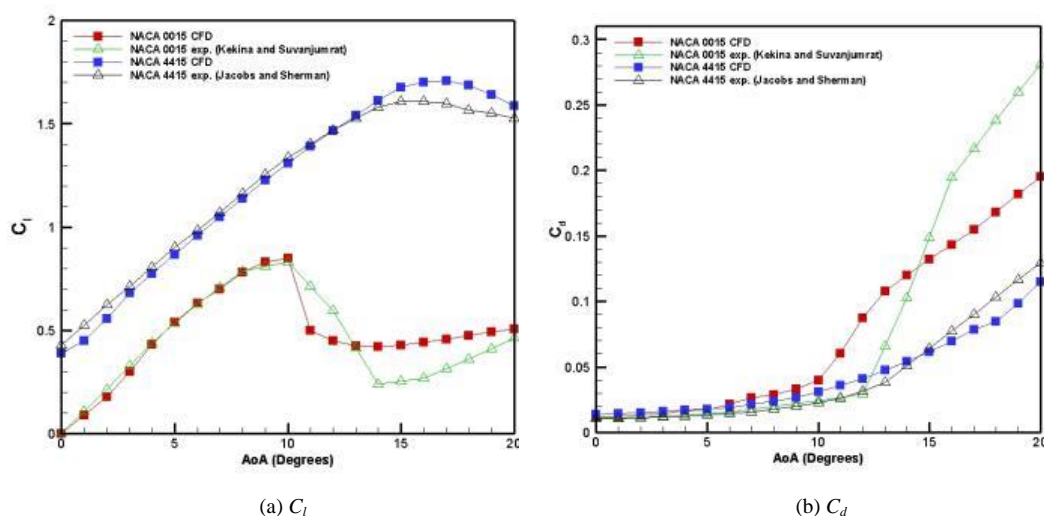 2
NACA 0015 CFD
NACA 0015 exp. (Kekina and Suvanjumrat)
NACA 4415 CFD
NACA 4415 exp. (Jacobs and Sherman)
1.5
1
0.5
0
C_l
0 5 10 15 20
AoA (Degrees)
(a) C_l
0.3
NACA 0015 CFD
NACA 0015 exp. (Kekina and Suvanjumrat)
NACA 4415 CFD
NACA 4415 exp. (Jacobs and Sherman)
0.25
0.2
0.15
0.1
0.05
0
C_d
0 5 10 15 20
AoA (Degrees)
(b) C_d